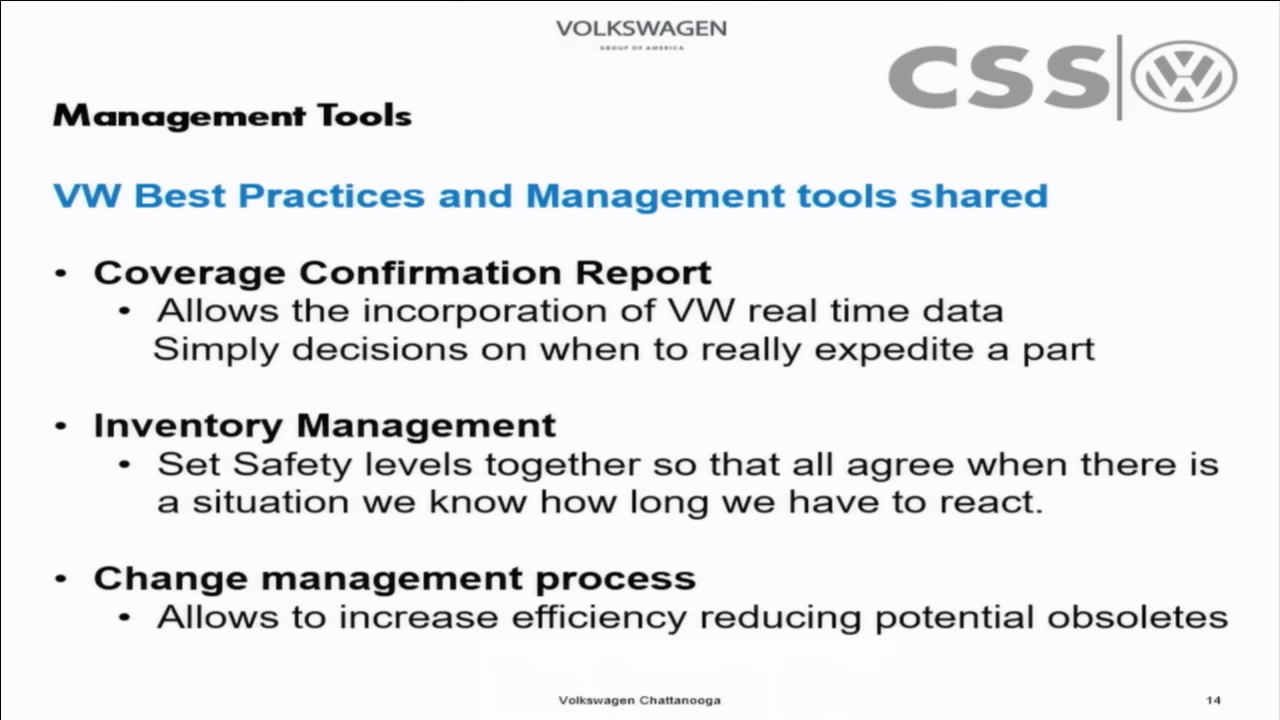 VOLKSWAGEN
GROUP OF AMERICA
CSS
Management Tools
VW Best Practices and Management tools shared
• Coverage Confirmation Report
• Allows the incorporation of VW real time data
Simply decisions on when to really expedite a part
• Inventory Management
• Set Safety levels together so that all agree when there is
a situation we know how long we have to react.
• Change management process
• Allows to increase efficiency reducing potential obsoletes
Volkswagen Chattanooga
14